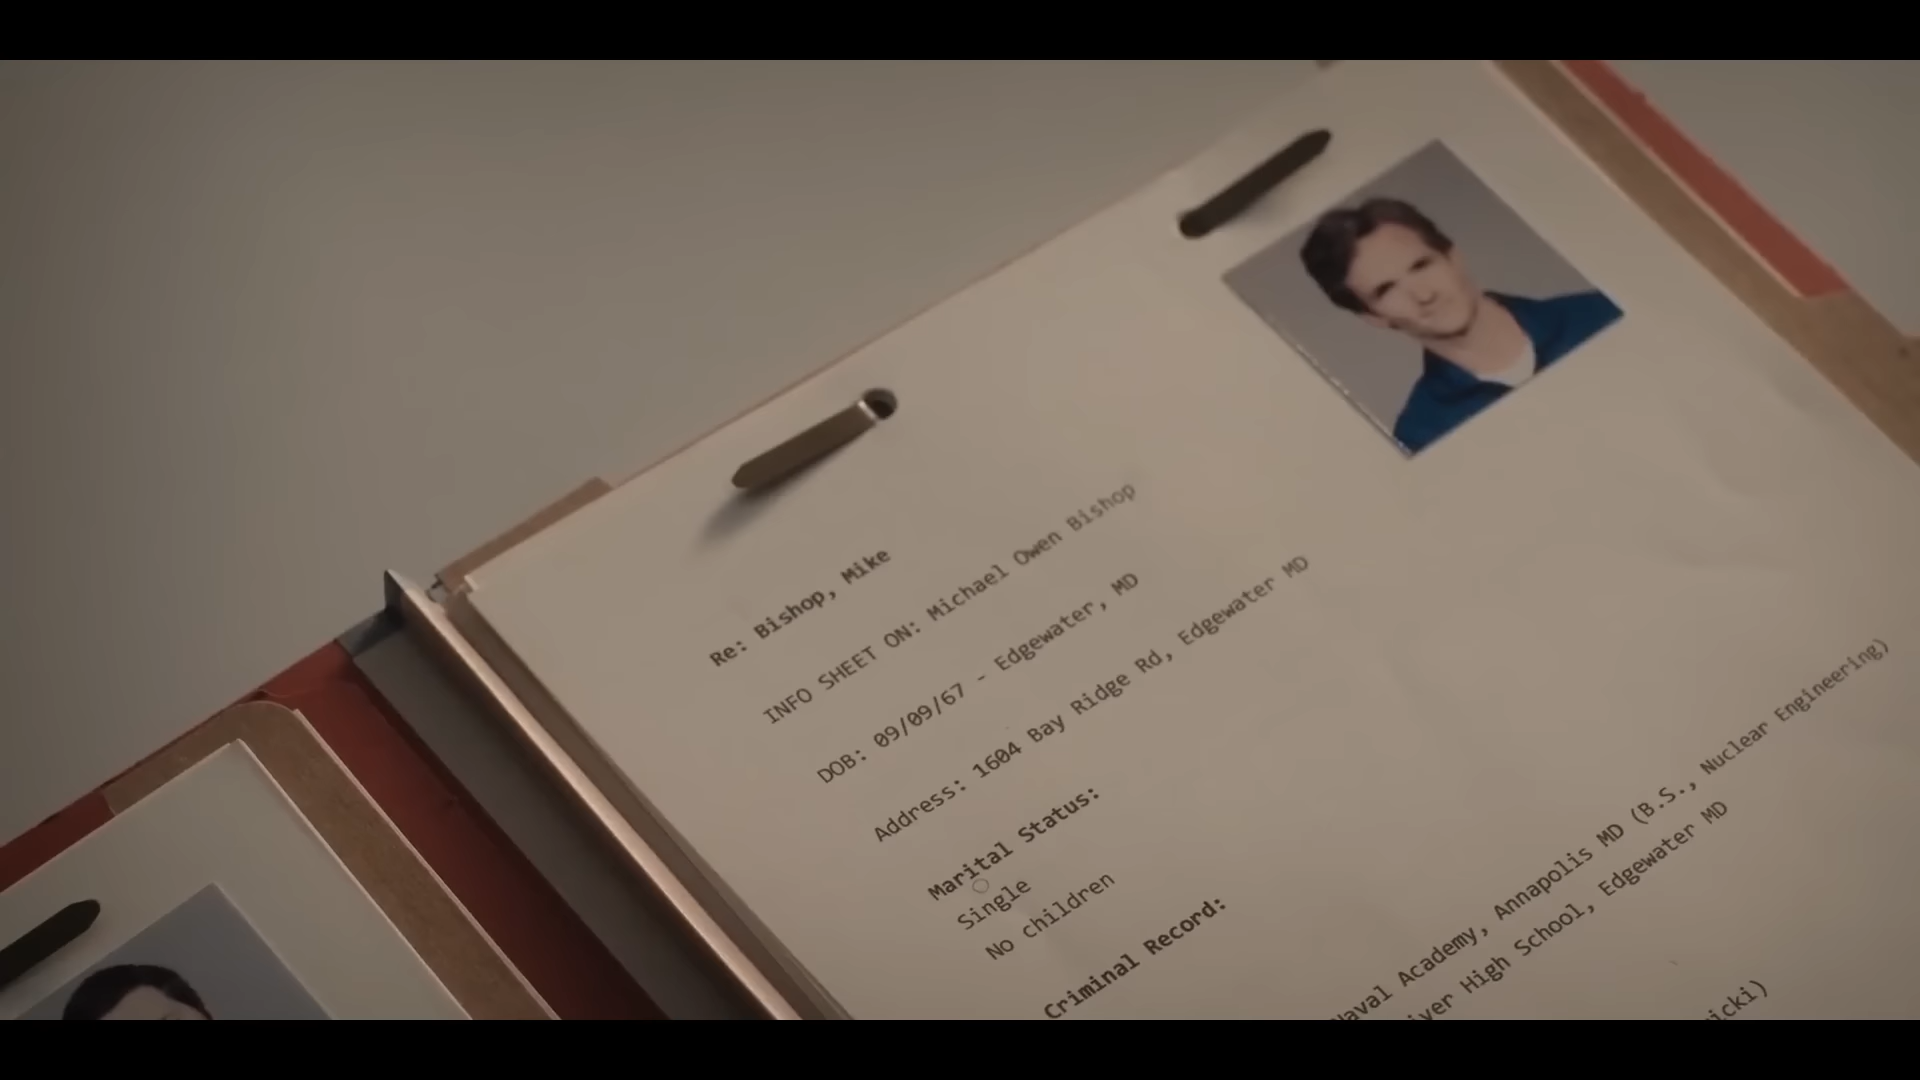 Re: Bishop, Mike
INFO SHEET ON: Michael Owen Bishop
DOB: 09/09/67 - Edgewater, MD
Address: 1604 Bay Ridge Rd, Edgewater MD
Marital Status:
Single
No children
Criminal Record:
Naval Academy, Annapolis MD (B.S., Nuclear Engineering)
High School, Edgewater MD